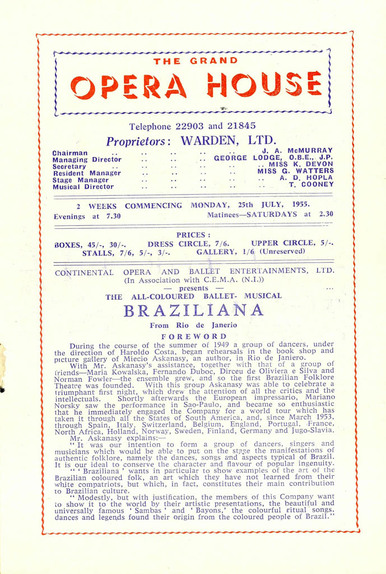 THE GRAND
OPERA HOUSE
Telephone 22903 and 21845
Proprietors: WARDEN, LTD.
Chairman .. .. .. .. J. A. McMURRAY
Managing Director .. .. .. GEORGE LODGE, O.B.E., J.P.
Secretary .. .. .. .. MISS K. DEVON
Resident Manager .. .. .. MISS G. WATTERS
Stage Manager .. .. .. .. A. D. HOPLA
Musical Director .. .. .. .. T. COONEY
2 WEEKS COMMENCING MONDAY, 25th JULY, 1955.
Evenings at 7.30 Matinees—SATURDAYS at 2.30
PRICES :
BOXES, 45/-, 30/-. DRESS CIRCLE, 7/6. UPPER CIRCLE, 5/-.
STALLS, 7/6, 5/-, 3/-. GALLERY, 1/6 (Unreserved)
CONTINENTAL OPERA AND BALLET ENTERTAINMENTS, LTD.
(In Association with C.E.M.A. (N.I.))
— presents —
THE ALL-COLOURED BALLET-MUSICAL
BRAZILIANA
From Rio de Janerio
FOREWORD
During the course of the summer of 1949 a group of dancers, under
the direction of Haroldo Costa, began rehearsals in the book shop and
picture gallery of Miecio Askanasy, an author, in Rio de Janiero.
With Mr. Askanasy's assistance, together with that of a group of
friends—Maria Kowalska, Fernando Duboc, Dirceu de Oliviera e Silva and
Norman Fowler—the ensemble grew, and so the first Brazilian Folklore
Theatre was founded. With this group Askanasy was able to celebrate a
triumphant first night, which drew the attention of all the critics and the
intellectuals. Shortly afterwards the European impressario, Mariano
Norsky saw the performance in Sao-Paulo, and became so enthusiastic
that he immediately engaged the Company for a world tour which has
taken it through all the States of South America, and, since March 1953,
through Spain, Italy, Switzerland, Belgium, England, Portugal, France,
North Africa, Holland, Norway, Sweden, Finland, Germany and Jugo-Slavia.
Mr. Askanasy explains:—
"It was our intention to form a group of dancers, singers and
musicians which would be able to put on the stage the manifestations of
authentic folklore, namely the dances, songs and aspects typical of Brazil.
It is our ideal to conserve the character and flavour of popular ingenuity.
"'Braziliana' wants in particular to show examples of the art of the
Brazilian coloured folk, an art which they have not learned from their
white compatriots, but which, in fact, constitutes their main contribution
to Brazilian culture.
"Modestly, but with justification, the members of this Company want
to show it to the world by their artistic presentations, the beautiful and
universally famous 'Sambas' and 'Bayons,' the colourful ritual songs,
dances and legends found their origin from the coloured people of Brazil."